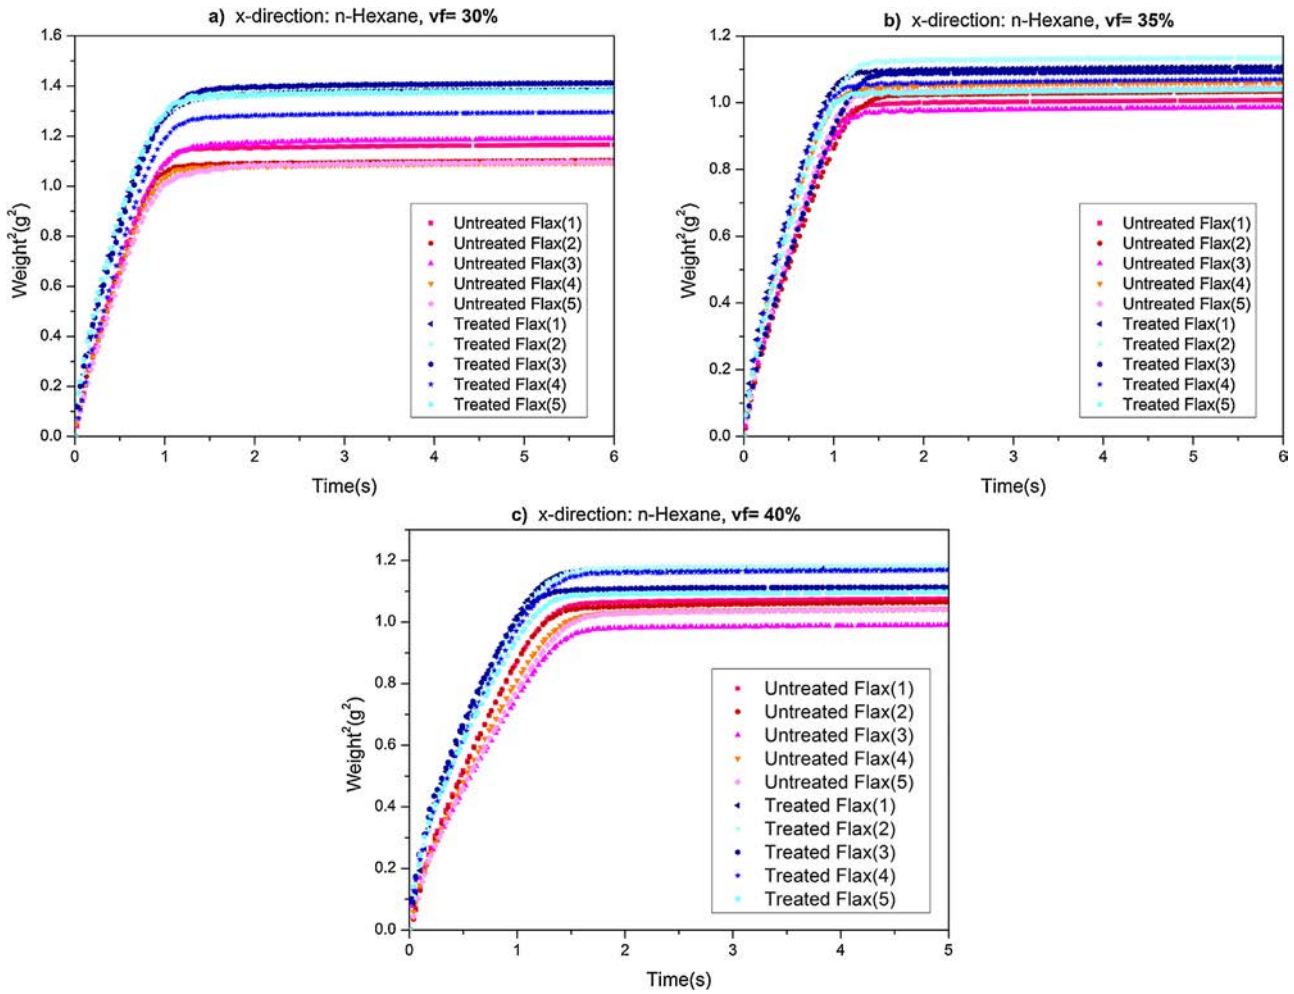 a) x-direction: n-Hexane, vf= 30%
1.6
1.4
1.2
1.0
0.8
0.6
0.4
0.2
0.0
Weight²(g²)
0 1 2 3 4 5 6
Time(s)
Untreated Flax(1)
Untreated Flax(2)
Untreated Flax(3)
Untreated Flax(4)
Untreated Flax(5)
Treated Flax(1)
Treated Flax(2)
Treated Flax(3)
Treated Flax(4)
Treated Flax(5)
b) x-direction: n-Hexane, vf= 35%
1.2
1.0
0.8
0.6
0.4
0.2
0.0
Weight²(g²)
0 1 2 3 4 5 6
Time(s)
Untreated Flax(1)
Untreated Flax(2)
Untreated Flax(3)
Untreated Flax(4)
Untreated Flax(5)
Treated Flax(1)
Treated Flax(2)
Treated Flax(3)
Treated Flax(4)
Treated Flax(5)
c) x-direction: n-Hexane, vf= 40%
1.2
1.0
0.8
0.6
0.4
0.2
0.0
Weight²(g²)
0 1 2 3 4 5
Time(s)
Untreated Flax(1)
Untreated Flax(2)
Untreated Flax(3)
Untreated Flax(4)
Untreated Flax(5)
Treated Flax(1)
Treated Flax(2)
Treated Flax(3)
Treated Flax(4)
Treated Flax(5)